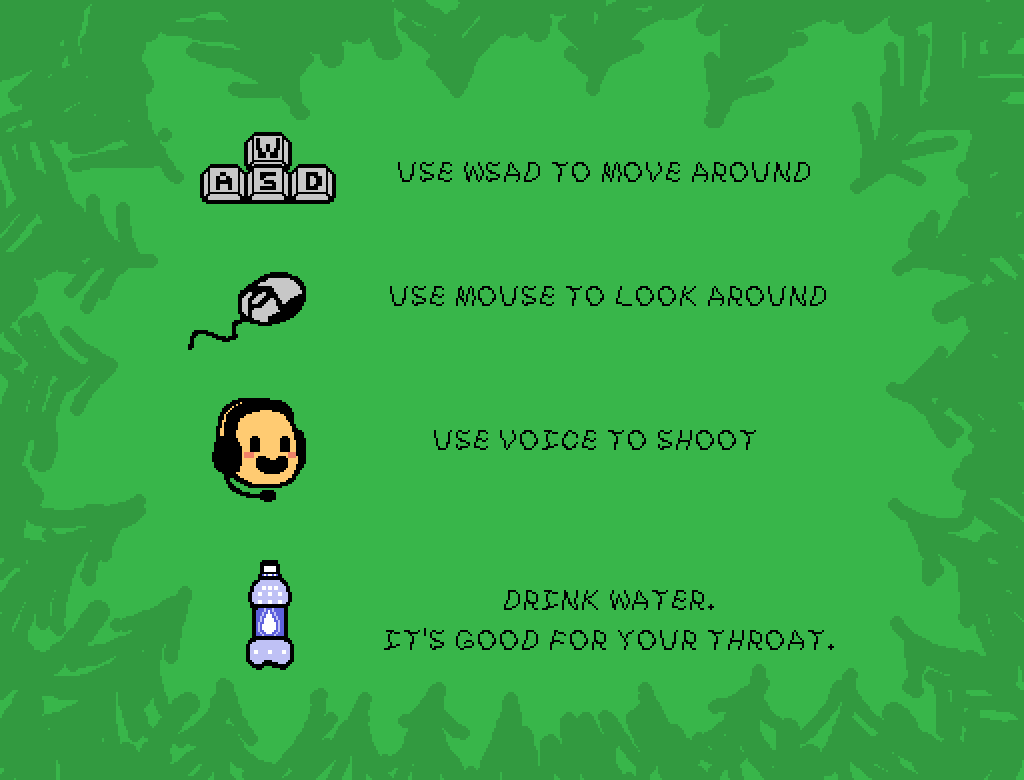 W
A S D
USE WSAD TO MOVE AROUND
USE MOUSE TO LOOK AROUND
USE VOICE TO SHOOT
DRINK WATER.
IT'S GOOD FOR YOUR THROAT.